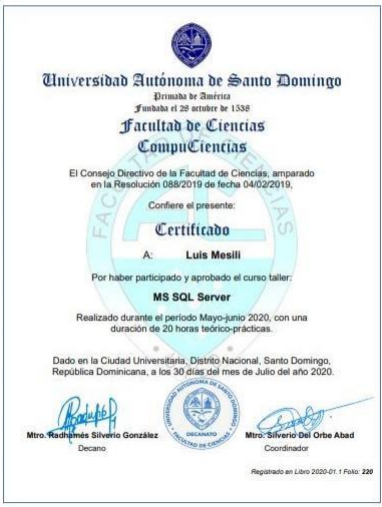 Universidad Autónoma de Santo Domingo
Primada de América
Fundada el 28 octubre de 1538
Facultad de Ciencias
CompuCiencias
El Consejo Directivo de la Facultad de Ciencias, amparado
en la Resolución 088/2019 de fecha 04/02/2019,
Confiere el presente:
Certificado
A: Luis Mesili
Por haber participado y aprobado el curso taller:
MS SQL Server
Realizado durante el período Mayo-junio 2020, con una
duración de 20 horas teórico-prácticas.
Dado en la Ciudad Universitaria, Distrito Nacional, Santo Domingo,
República Dominicana, a los 30 días del mes de Julio del año 2020.
UNIVERSIDAD AUTONOMA DE SANTO DOMINGO
DECANATO
FACTULTAD DE CIENCIAS
Mtro. Radhamés Silverio González
Decano
Mtro. Silverio Del Orbe Abad
Coordinador
Registrado en Libro 2020-01.1 Folio: 220
FACULTAD DE CIENCIAS